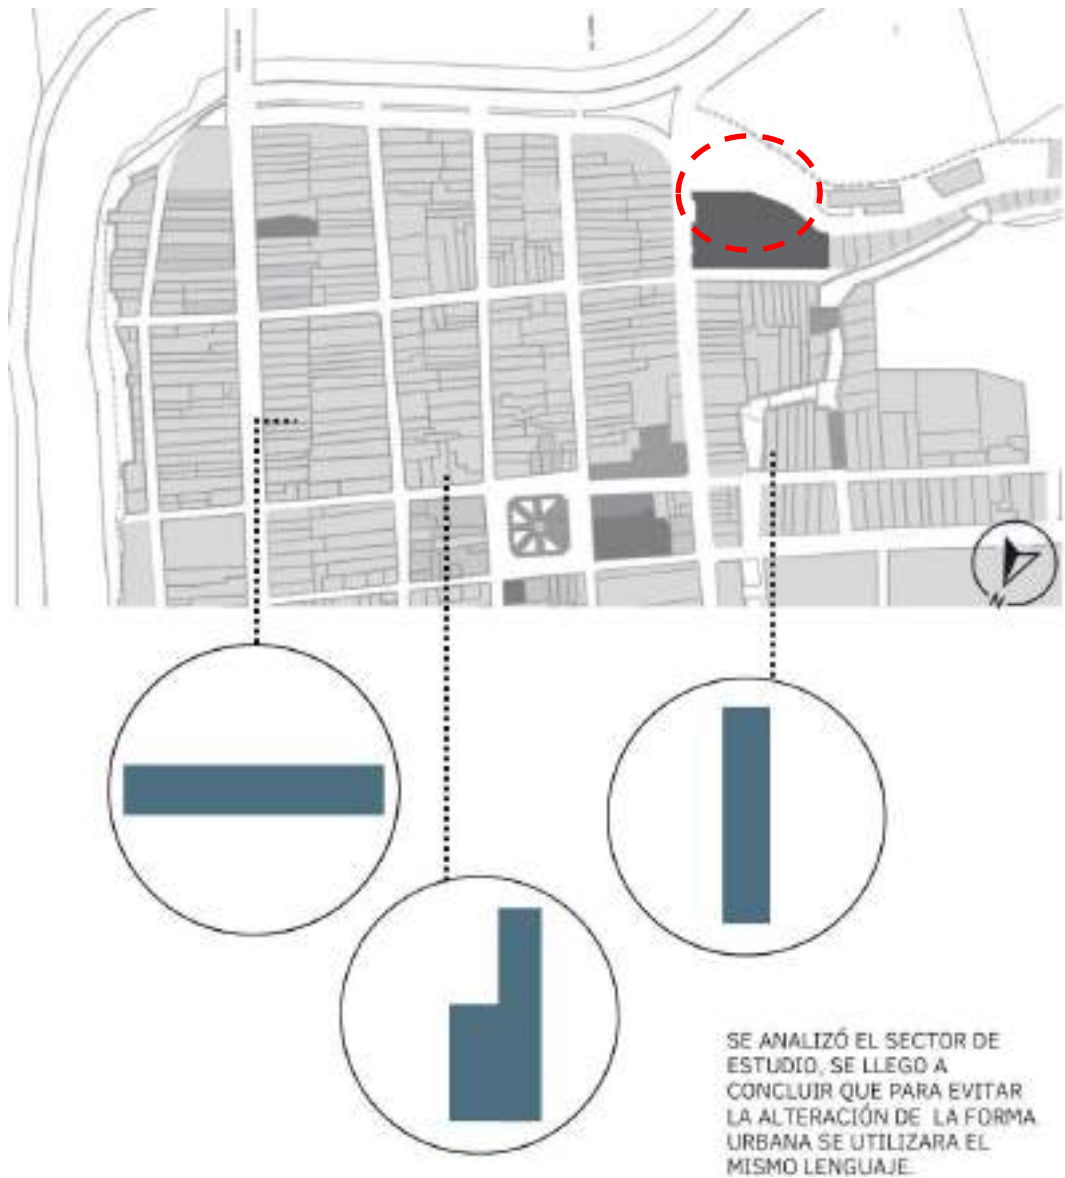 N
SE ANALIZÓ EL SECTOR DE
ESTUDIO, SE LLEGO A
CONCLUIR QUE PARA EVITAR
LA ALTERACIÓN DE LA FORMA
URBANA SE UTILIZARA EL
MISMO LENGUAJE.